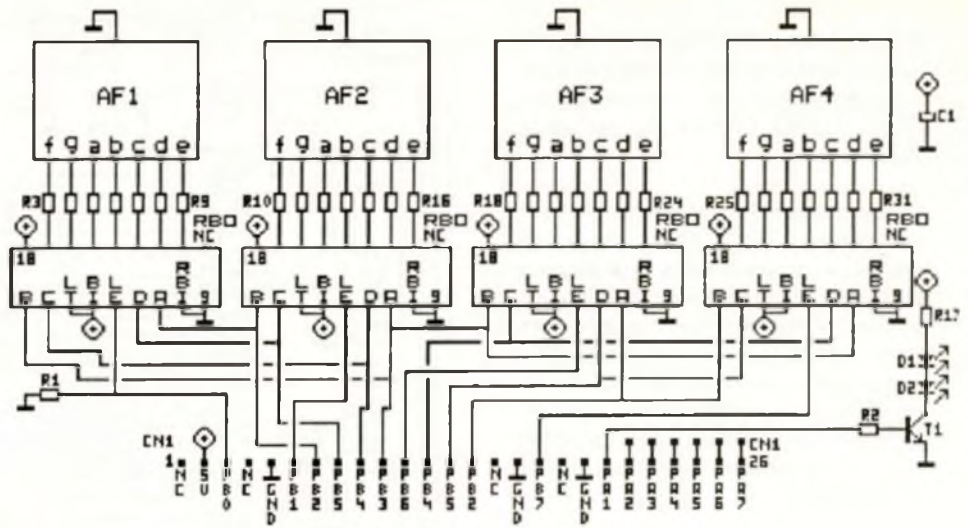 AF1 AF2 AF3 AF4
C1
f g a b c d e f g a b c d e f g a b c d e f g a b c d e
R3 R9 R10 R16 R18 R24 R25 R31
RBO RBO RBO RBO
NC NC NC NC
18 18 18 18
B C LT BI LE D A RBI 9 B C LT BI LE D A RBI 9 B C LT BI LE D A RBI 9 B C LT BI LE D A RBI 9
R17
D1
D2
R1
R2
T1
CN1 CN1
1 26
NC 5V PB0 NC GND PB1 PB2 PB5 PB4 PB3 PB6 PB4 PB5 PB2 NC GND PB7 NC GND PA1 PA2 PA3 PA4 PA5 PA6 PA7